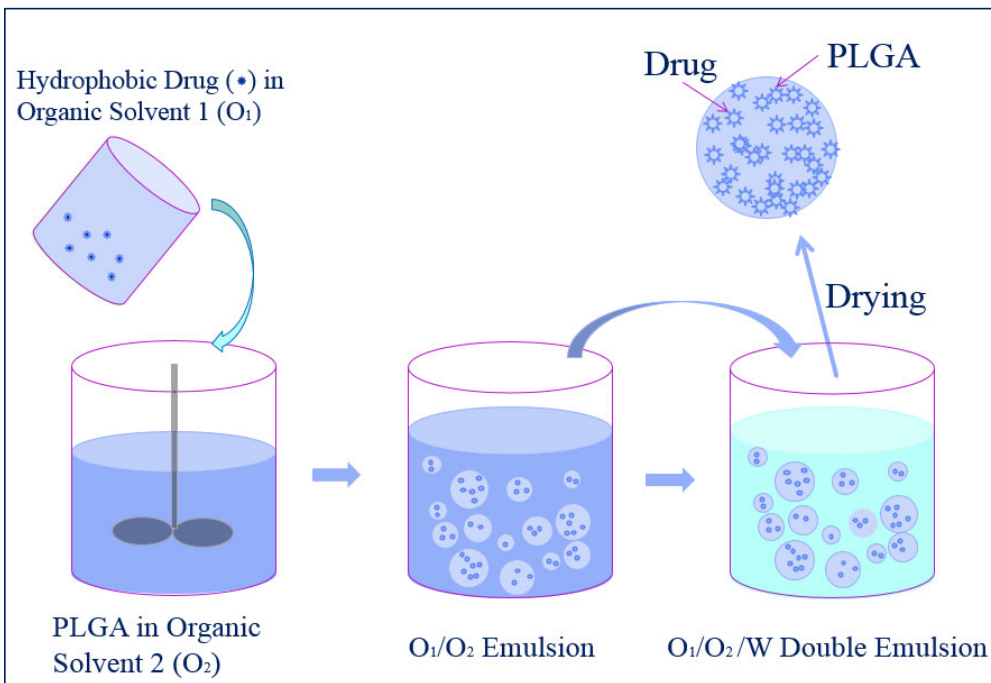 Hydrophobic Drug (*) in
Organic Solvent 1 (O₁)
Drug
PLGA
Drying
PLGA in Organic
Solvent 2 (O₂)
O₁/O₂ Emulsion
O₁/O₂ /W Double Emulsion